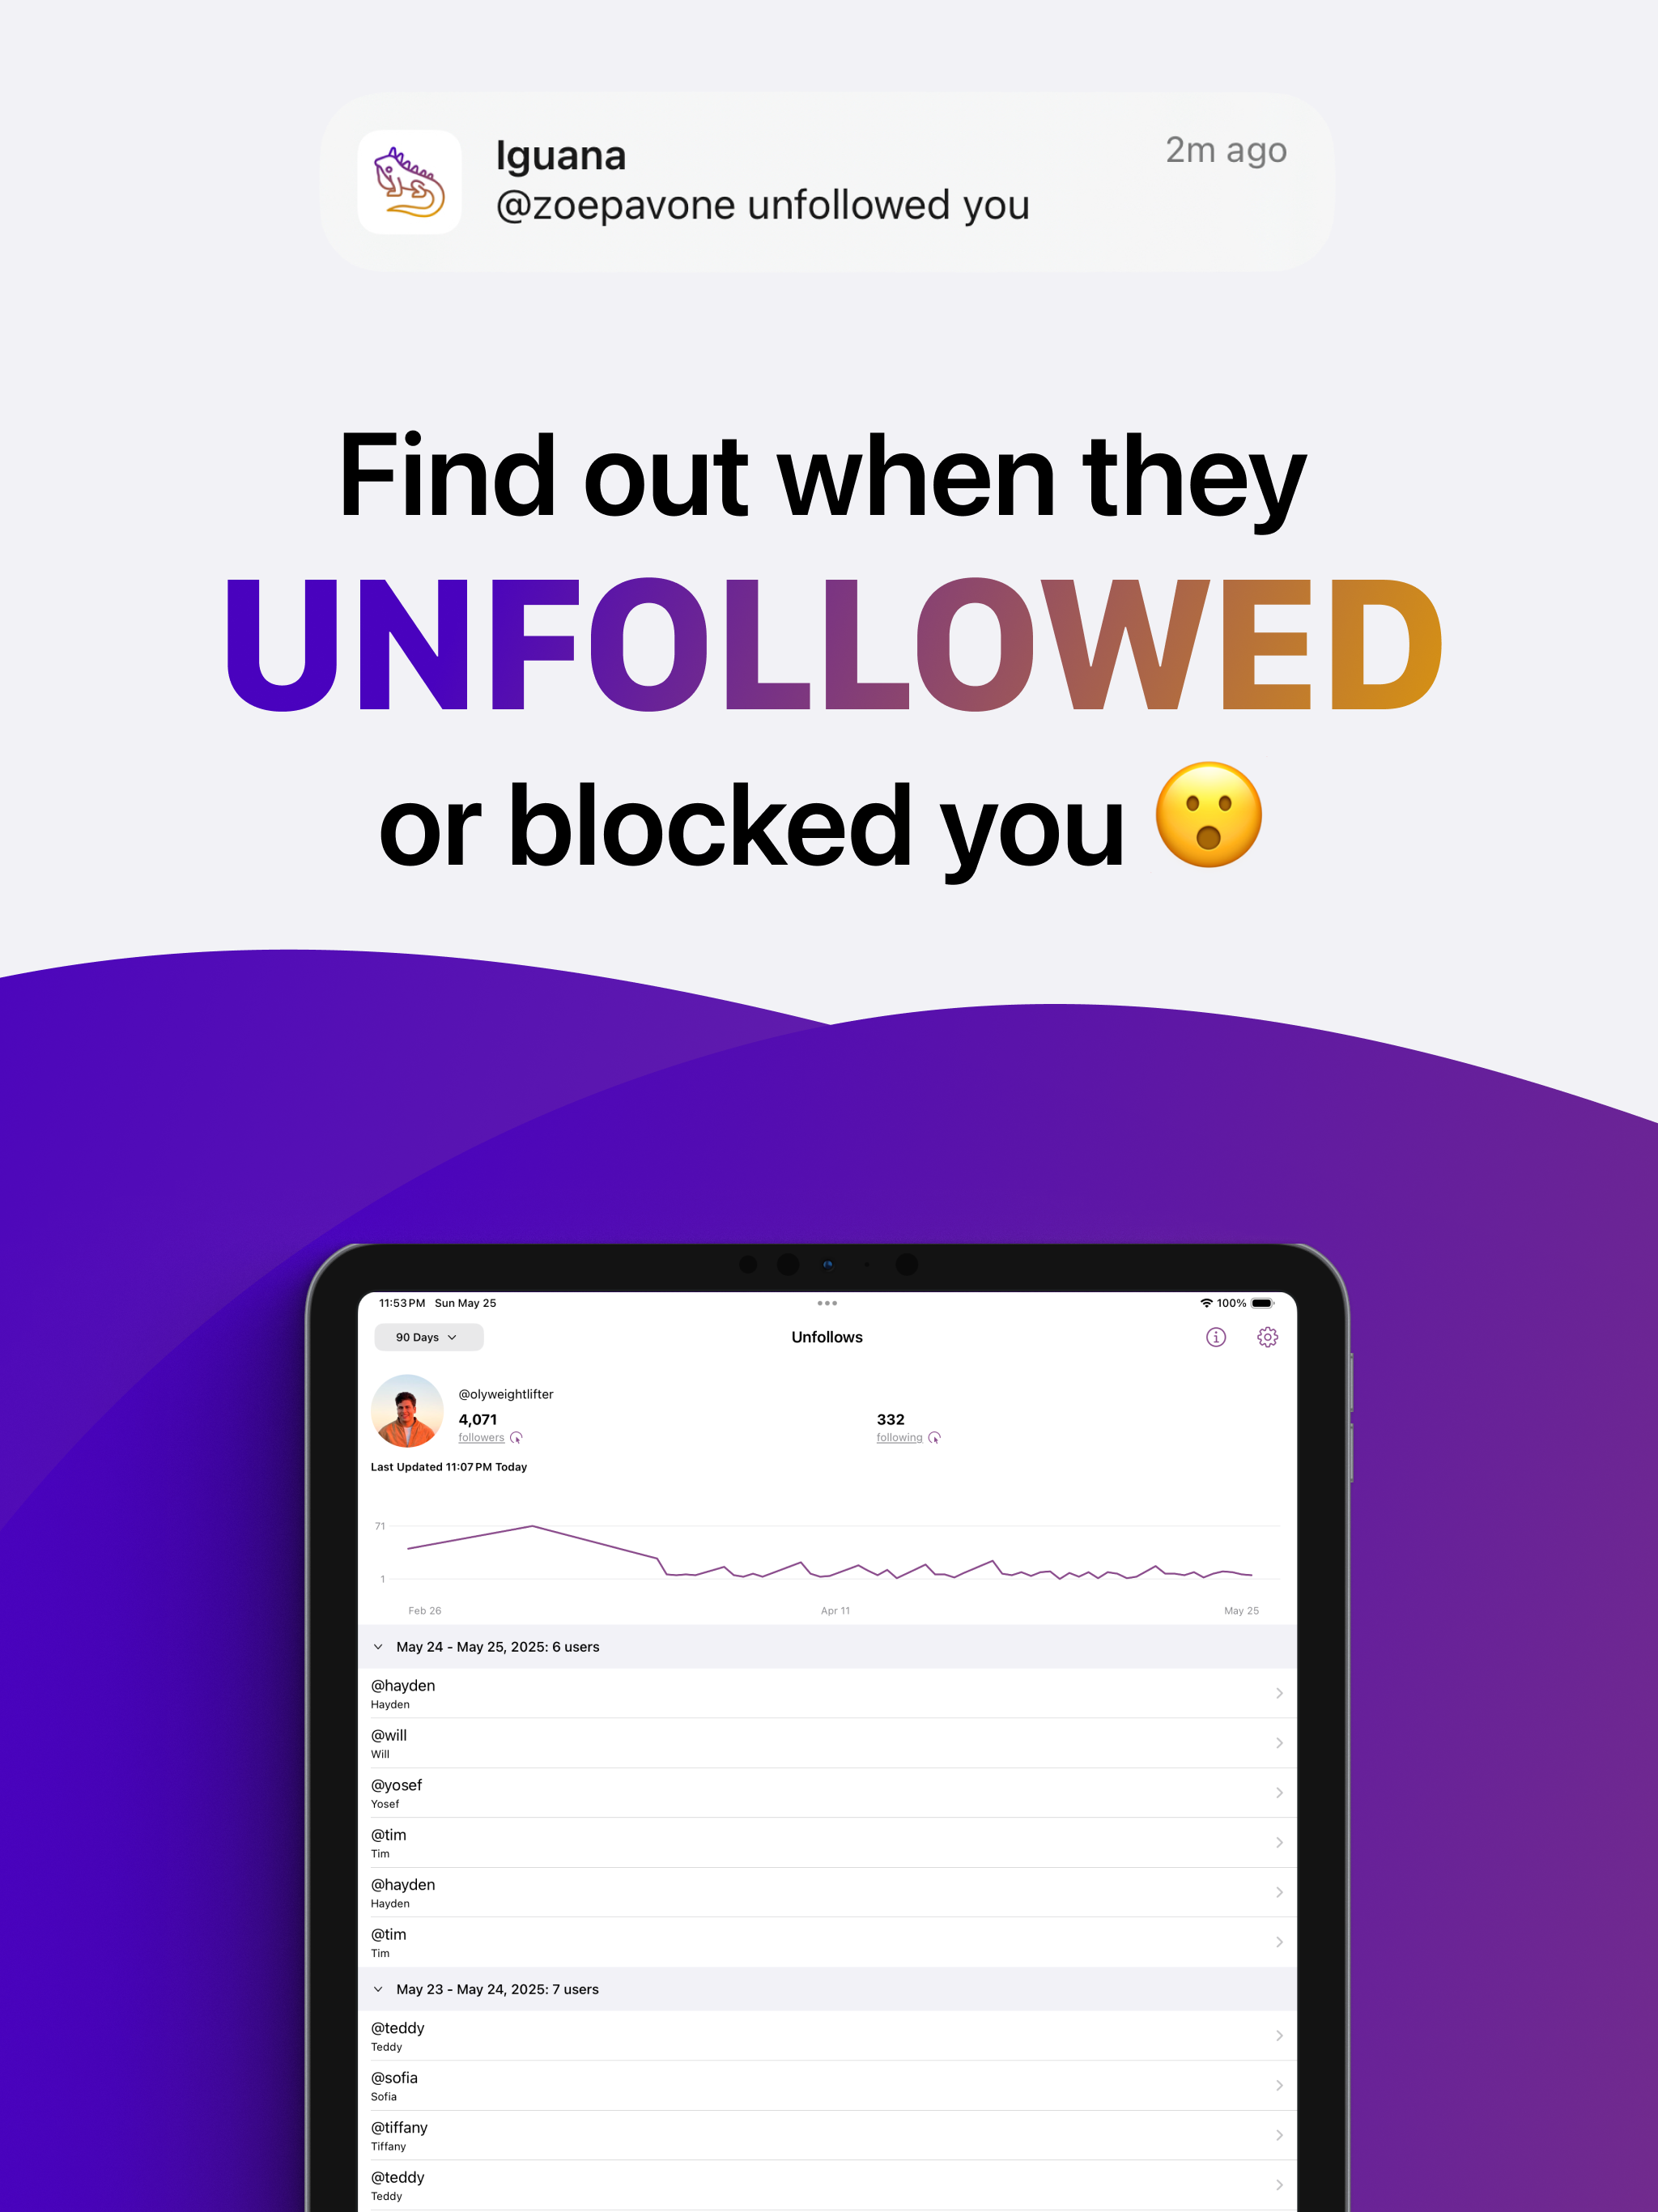 Iguana
2m ago
@zoepavone unfollowed you
Find out when they
UNFOLLOWED
or blocked you 😮
11:53 PM Sun May 25
100%
90 Days
Unfollows
@olyweightlifter
4,071
332
followers
following
Last Updated 11:07 PM Today
71
1
Feb 26
Apr 11
May 25
May 24 - May 25, 2025: 6 users
@hayden
Hayden
@will
Will
@yosef
Yosef
@tim
Tim
@hayden
Hayden
@tim
Tim
May 23 - May 24, 2025: 7 users
@teddy
Teddy
@sofia
Sofia
@tiffany
Tiffany
@teddy
Teddy